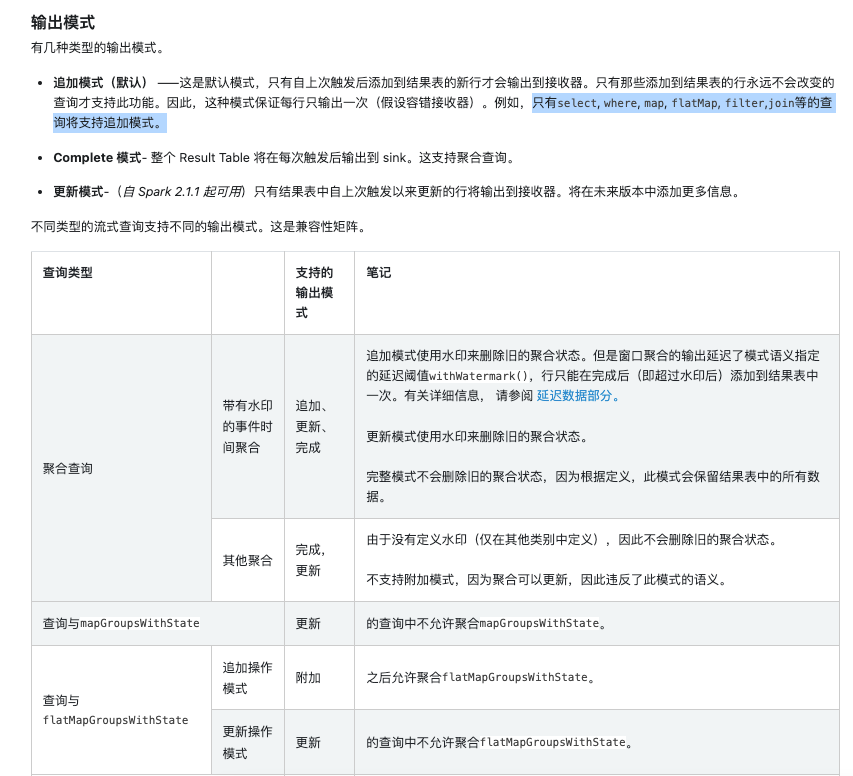 输出模式
有几种类型的输出模式。
追加模式（默认） ——这是默认模式，只有自上次触发后添加到结果表的新行才会输出到接收器。只有那些添加到结果表的行永远不会改变的
查询才支持此功能。因此，这种模式保证每行只输出一次（假设容错接收器）。例如，只有select, where, map, flatMap, filter,join等的查
询将支持追加模式。
Complete 模式- 整个 Result Table 将在每次触发后输出到 sink。这支持聚合查询。
更新模式-（自 Spark 2.1.1 起可用）只有结果表中自上次触发以来更新的行将输出到接收器。将在未来版本中添加更多信息。
不同类型的流式查询支持不同的输出模式。这是兼容性矩阵。
查询类型
支持的
输出模
式
笔记
聚合查询
带有水印
的事件时
间聚合
追加、
更新、
完成
追加模式使用水印来删除旧的聚合状态。但是窗口聚合的输出延迟了模式语义指定
的延迟阈值withWatermark()，行只能在完成后（即超过水印后）添加到结果表中
一次。有关详细信息， 请参阅 延迟数据部分。
更新模式使用水印来删除旧的聚合状态。
完整模式不会删除旧的聚合状态，因为根据定义，此模式会保留结果表中的所有数
据。
其他聚合
完成，
更新
由于没有定义水印（仅在其他类别中定义），因此不会删除旧的聚合状态。
不支持附加模式，因为聚合可以更新，因此违反了此模式的语义。
查询与mapGroupsWithState
更新
的查询中不允许聚合mapGroupsWithState。
查询与
flatMapGroupsWithState
追加操作
模式
附加
之后允许聚合flatMapGroupsWithState。
更新操作
模式
更新
的查询中不允许聚合flatMapGroupsWithState。